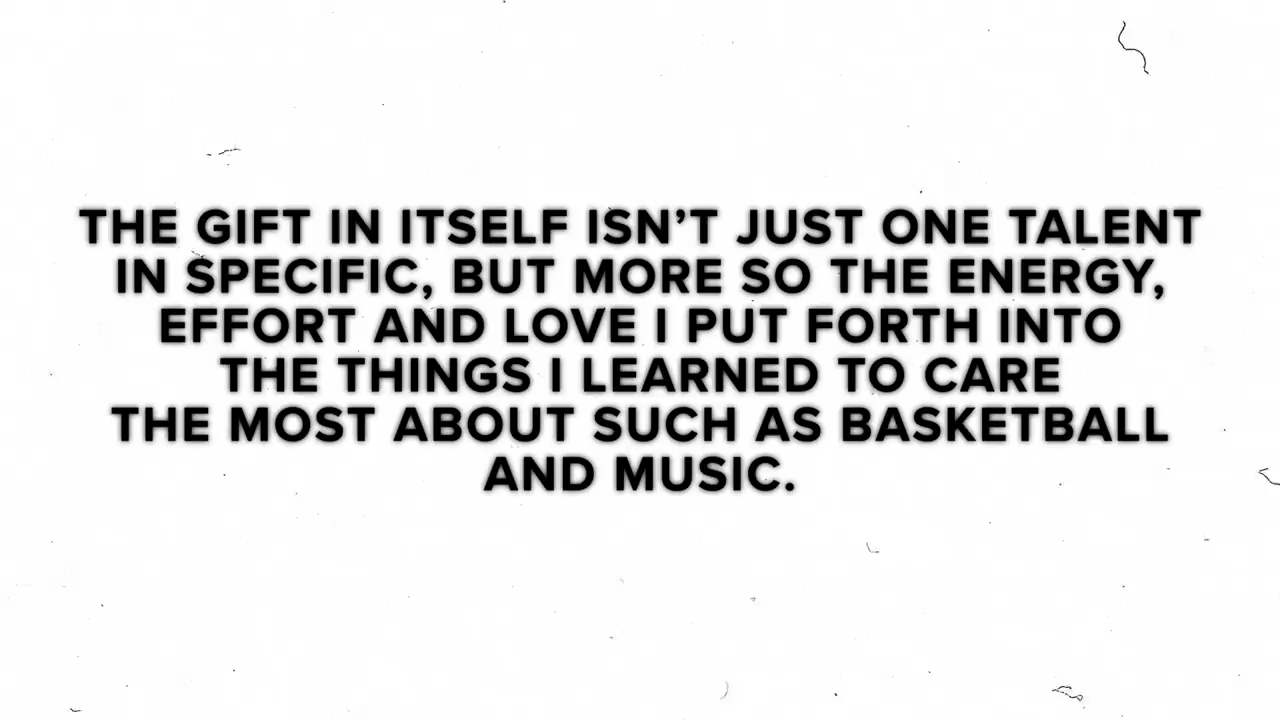 THE GIFT IN ITSELF ISN’T JUST ONE TALENT
IN SPECIFIC, BUT MORE SO THE ENERGY,
EFFORT AND LOVE I PUT FORTH INTO
THE THINGS I LEARNED TO CARE
THE MOST ABOUT SUCH AS BASKETBALL
AND MUSIC.